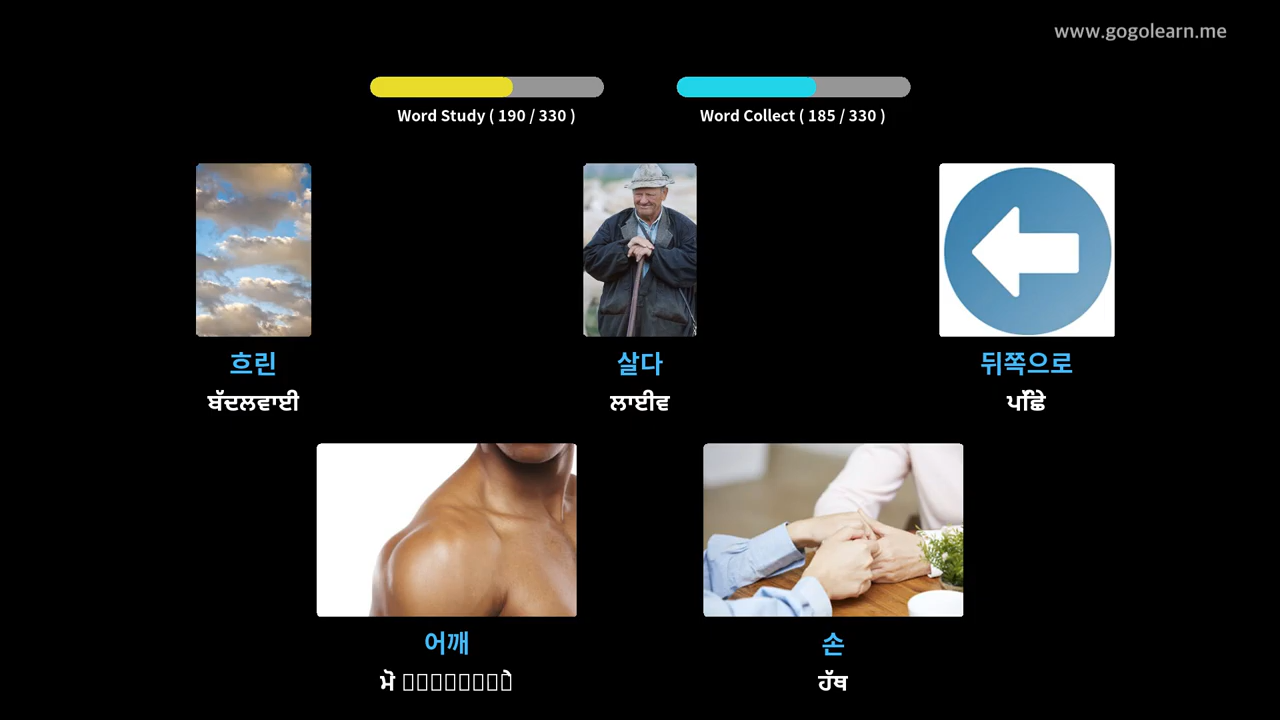 www.gogolearn.me
Word Study ( 190 / 330 )
Word Collect ( 185 / 330 )
흐린
ਬੱਦਲਵਾਈ
살다
ਲਾਈਵ
뒤쪽으로
ਪਿੱਛੇ
어깨
ਮੋ
손
ਹੱਥ